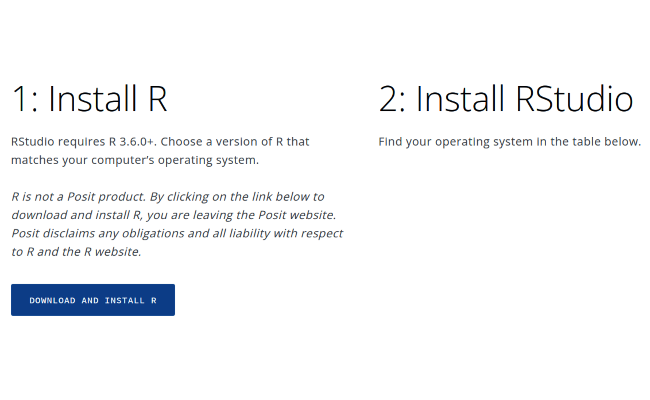 1: Install R
RStudio requires R 3.6.0+. Choose a version of R that
matches your computer's operating system.
R is not a Posit product. By clicking on the link below to
download and install R, you are leaving the Posit website.
Posit disclaims any obligations and all liability with respect
to R and the R website.
DOWNLOAD AND INSTALL R
2: Install RStudio
Find your operating system in the table below.